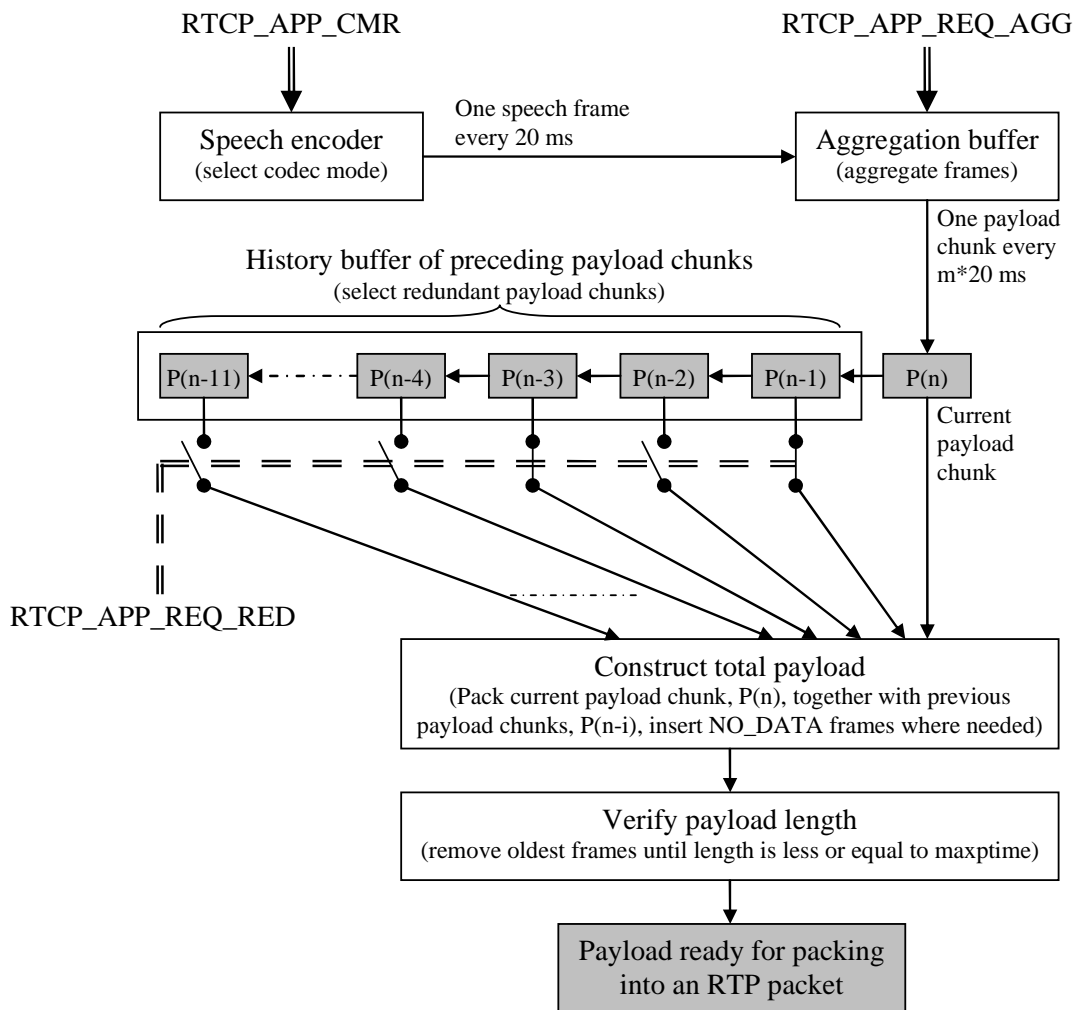 RTCP_APP_CMR
RTCP_APP_REQ_AGG
One speech frame
every 20 ms
Speech encoder
(select codec mode)
Aggregation buffer
(aggregate frames)
One payload
chunk every
m*20 ms
History buffer of preceding payload chunks
(select redundant payload chunks)
P(n-11)
P(n-4)
P(n-3)
P(n-2)
P(n-1)
P(n)
Current
payload
chunk
RTCP_APP_REQ_RED
Construct total payload
(Pack current payload chunk, P(n), together with previous
payload chunks, P(n-i), insert NO_DATA frames where needed)
Verify payload length
(remove oldest frames until length is less or equal to maxptime)
Payload ready for packing
into an RTP packet